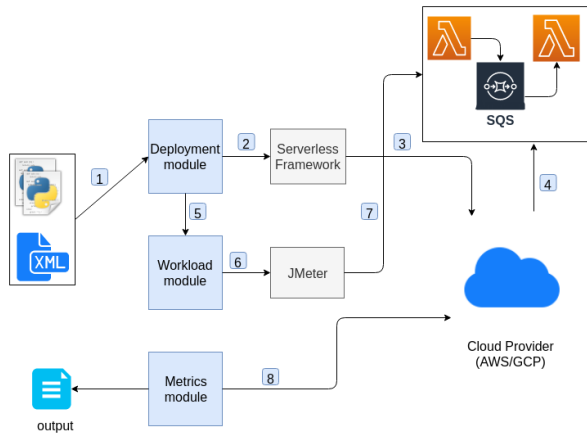 SQS
1
Deployment
module
2
Serverless
Framework
3
4
5
7
XML
Workload
module
6
JMeter
Cloud Provider
(AWS/GCP)
Metrics
module
8
output